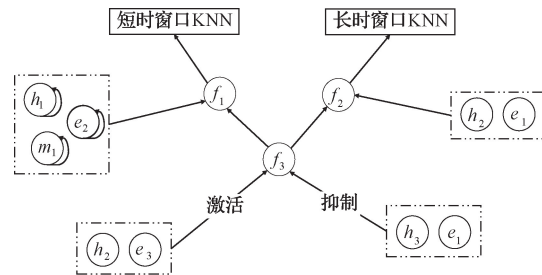 短时窗口KNN 长时窗口KNN
f₁ f₂
h₁ e₂ h₂ e₁
m₁
f₃
激活 抑制
h₂ e₃ h₃ e₁